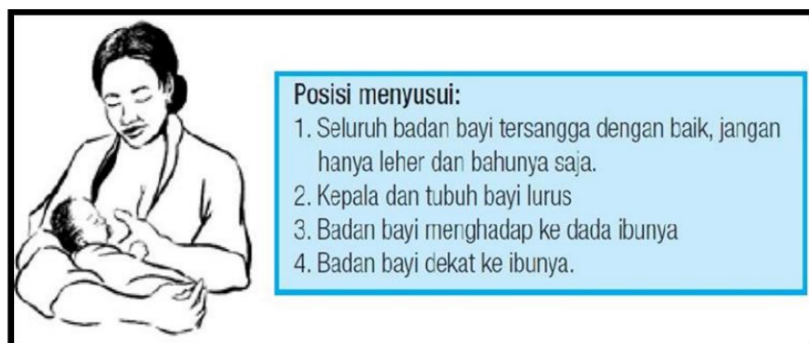 Posisi menyusui:
1. Seluruh badan bayi tersangga dengan baik, jangan
hanya leher dan bahunya saja.
2. Kepala dan tubuh bayi lurus
3. Badan bayi menghadap ke dada ibunya
4. Badan bayi dekat ke ibunya.